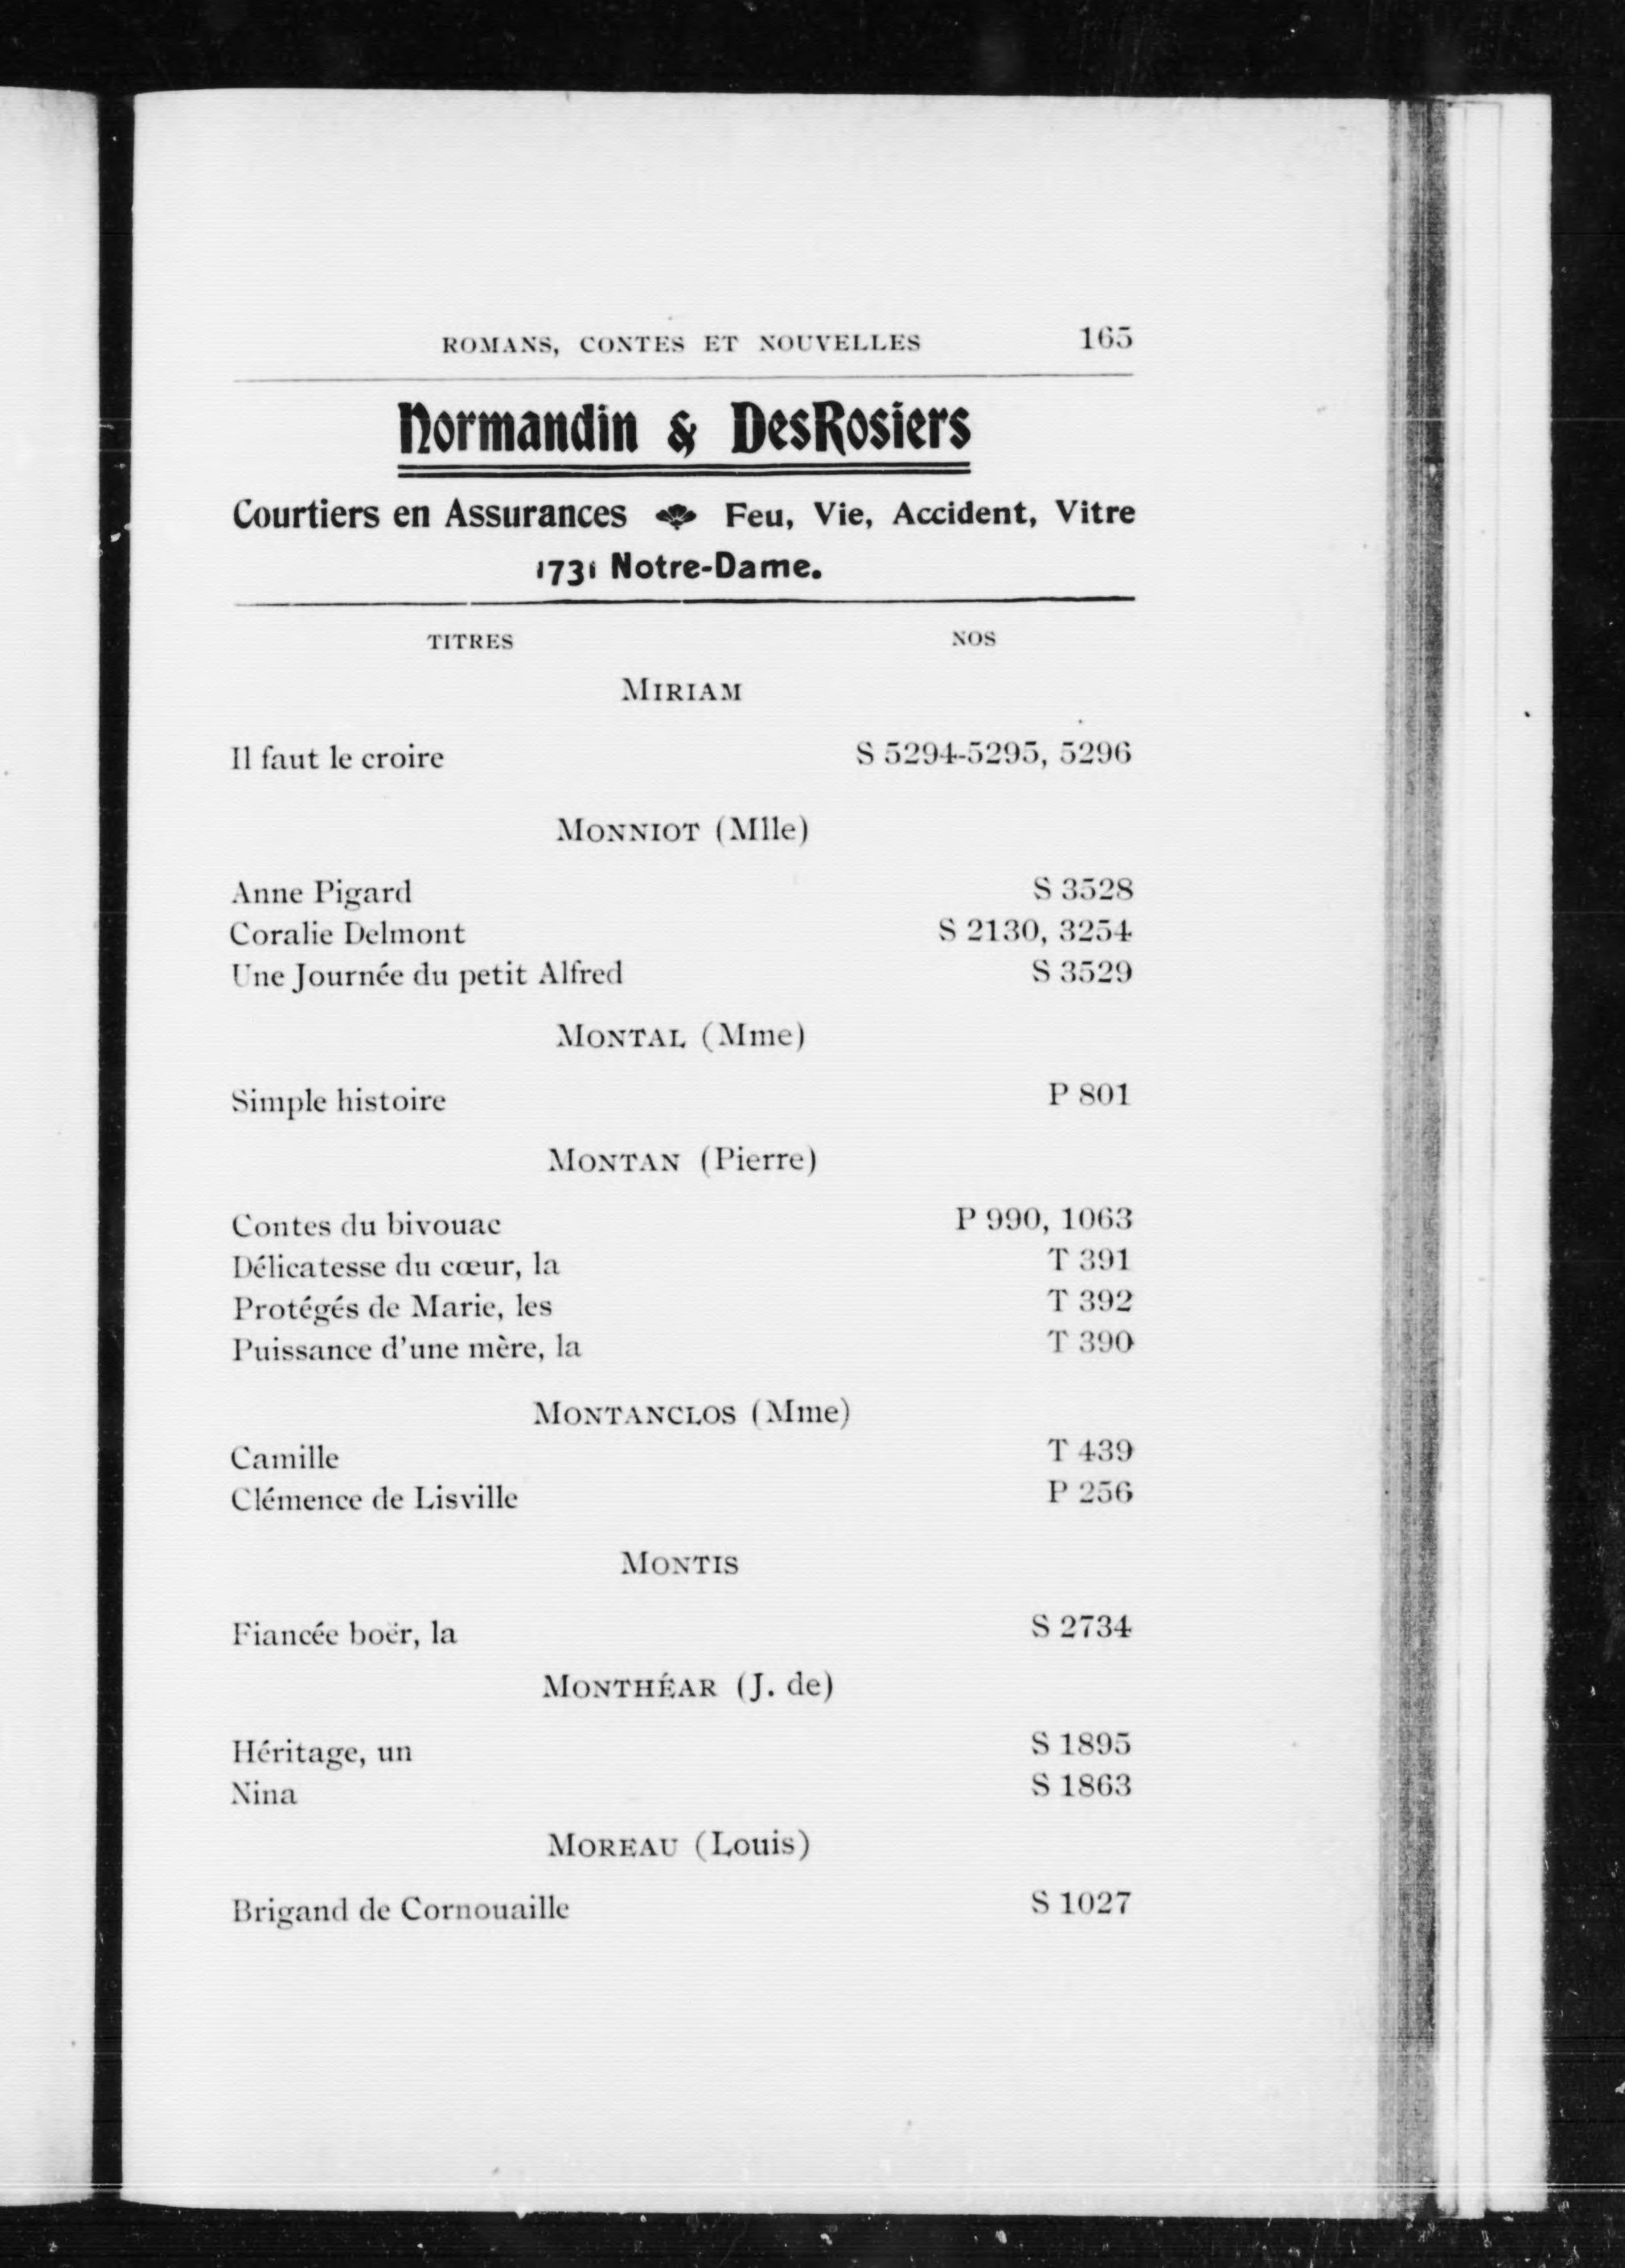 ROMANS, CONTES ET NOUVELLES 165
Normandin & DesRosiers
Courtiers en Assurances Feu, Vie, Accident, Vitre
1731 Notre-Dame.
TITRES NOS
MIRIAM
Il faut le croire S 5294-5295, 5296
MONNIOT (Mlle)
Anne Pigard S 3528
Coralie Delmont S 2130, 3254
Une Journée du petit Alfred S 3529
MONTAL (Mme)
Simple histoire P 801
MONTAN (Pierre)
Contes du bivouac P 990, 1063
Délicatesse du cœur, la T 391
Protégés de Marie, les T 392
Puissance d'une mère, la T 390
MONTANCLOS (Mme)
Camille T 439
Clémence de Lisville P 256
MONTIS
Fiancée boër, la S 2734
MONTHÉAR (J. de)
Héritage, un S 1895
Nina S 1863
MOREAU (Louis)
Brigand de Cornouaille S 1027